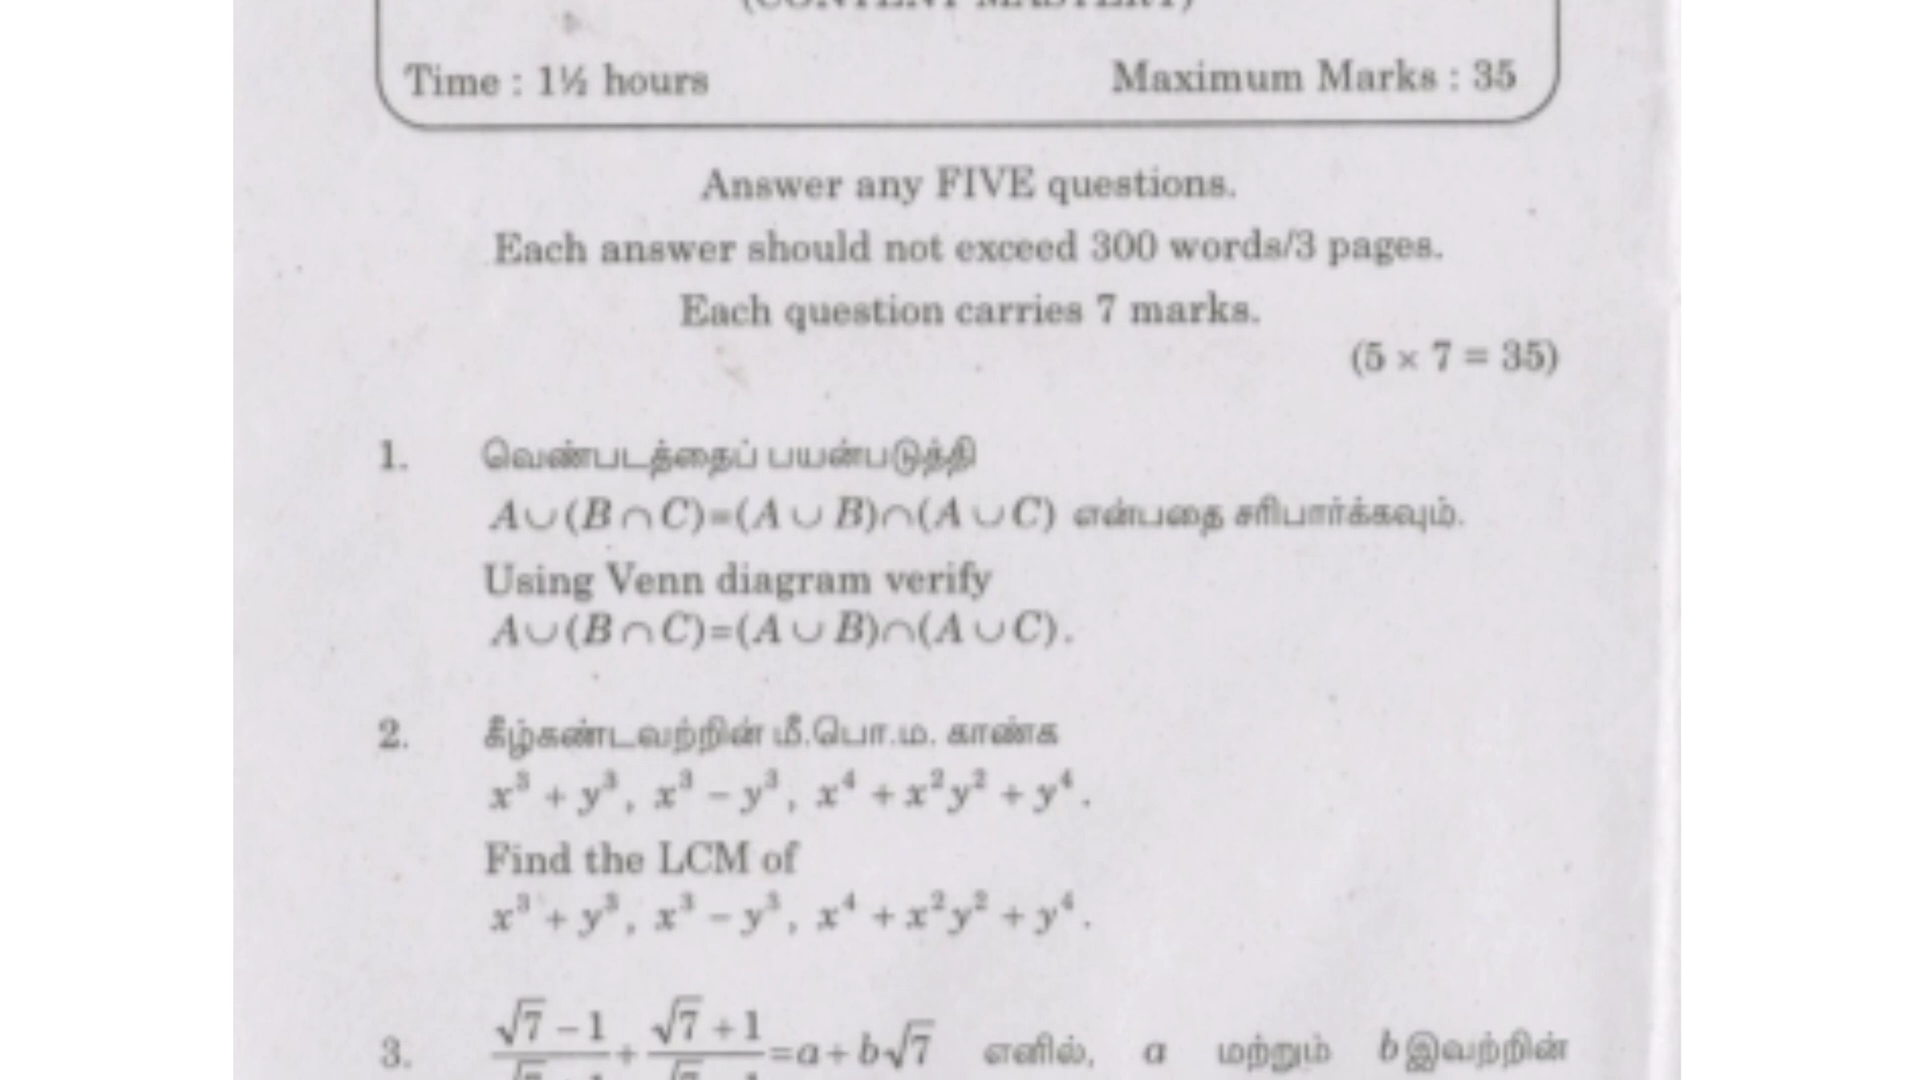 (CONTENT MASTERY)
Time : 1½ hours Maximum Marks : 35
Answer any FIVE questions.
Each answer should not exceed 300 words/3 pages.
Each question carries 7 marks.
(5 × 7 = 35)
1. வெண்படத்தைப் பயன்படுத்தி
A∪(B∩C)=(A∪B)∩(A∪C) என்பதை சரிபார்க்கவும்.
Using Venn diagram verify
A∪(B∩C)=(A∪B)∩(A∪C).
2. கீழ்கண்டவற்றின் மீ.பொ.ம. காண்க
x³ + y³, x³ − y³, x⁴ + x²y² + y⁴.
Find the LCM of
x³ + y³, x³ − y³, x⁴ + x²y² + y⁴.
√7 − 1 √7 + 1
3. + = a + b√7 எனில், a மற்றும் b இவற்றின்